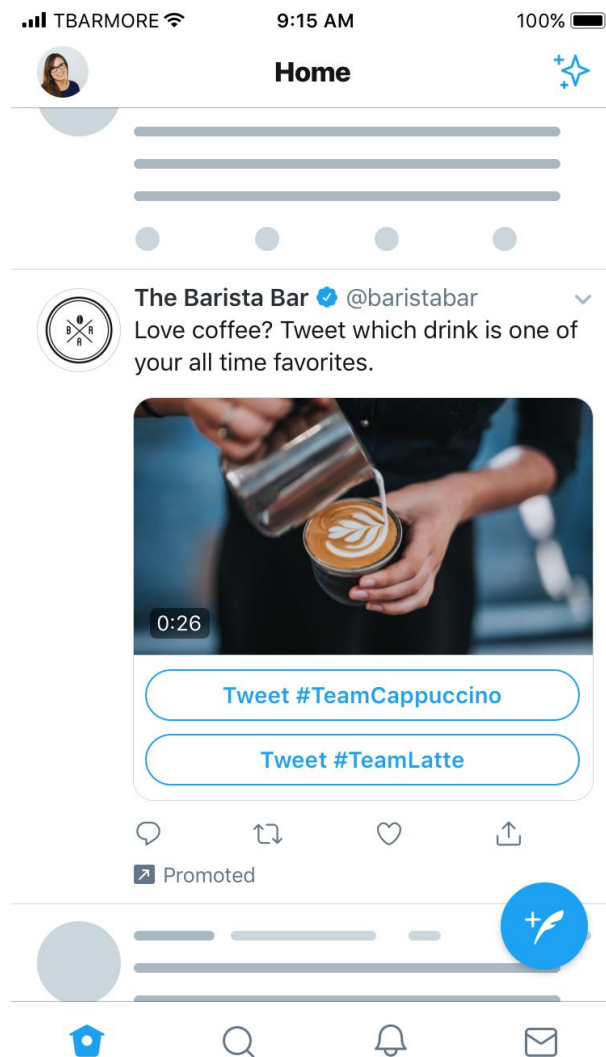 TBARMORE 9:15 AM 100%
Home
The Barista Bar @baristabar
Love coffee? Tweet which drink is one of
your all time favorites.
B R
A
0:26
Tweet #TeamCappuccino
Tweet #TeamLatte
Promoted